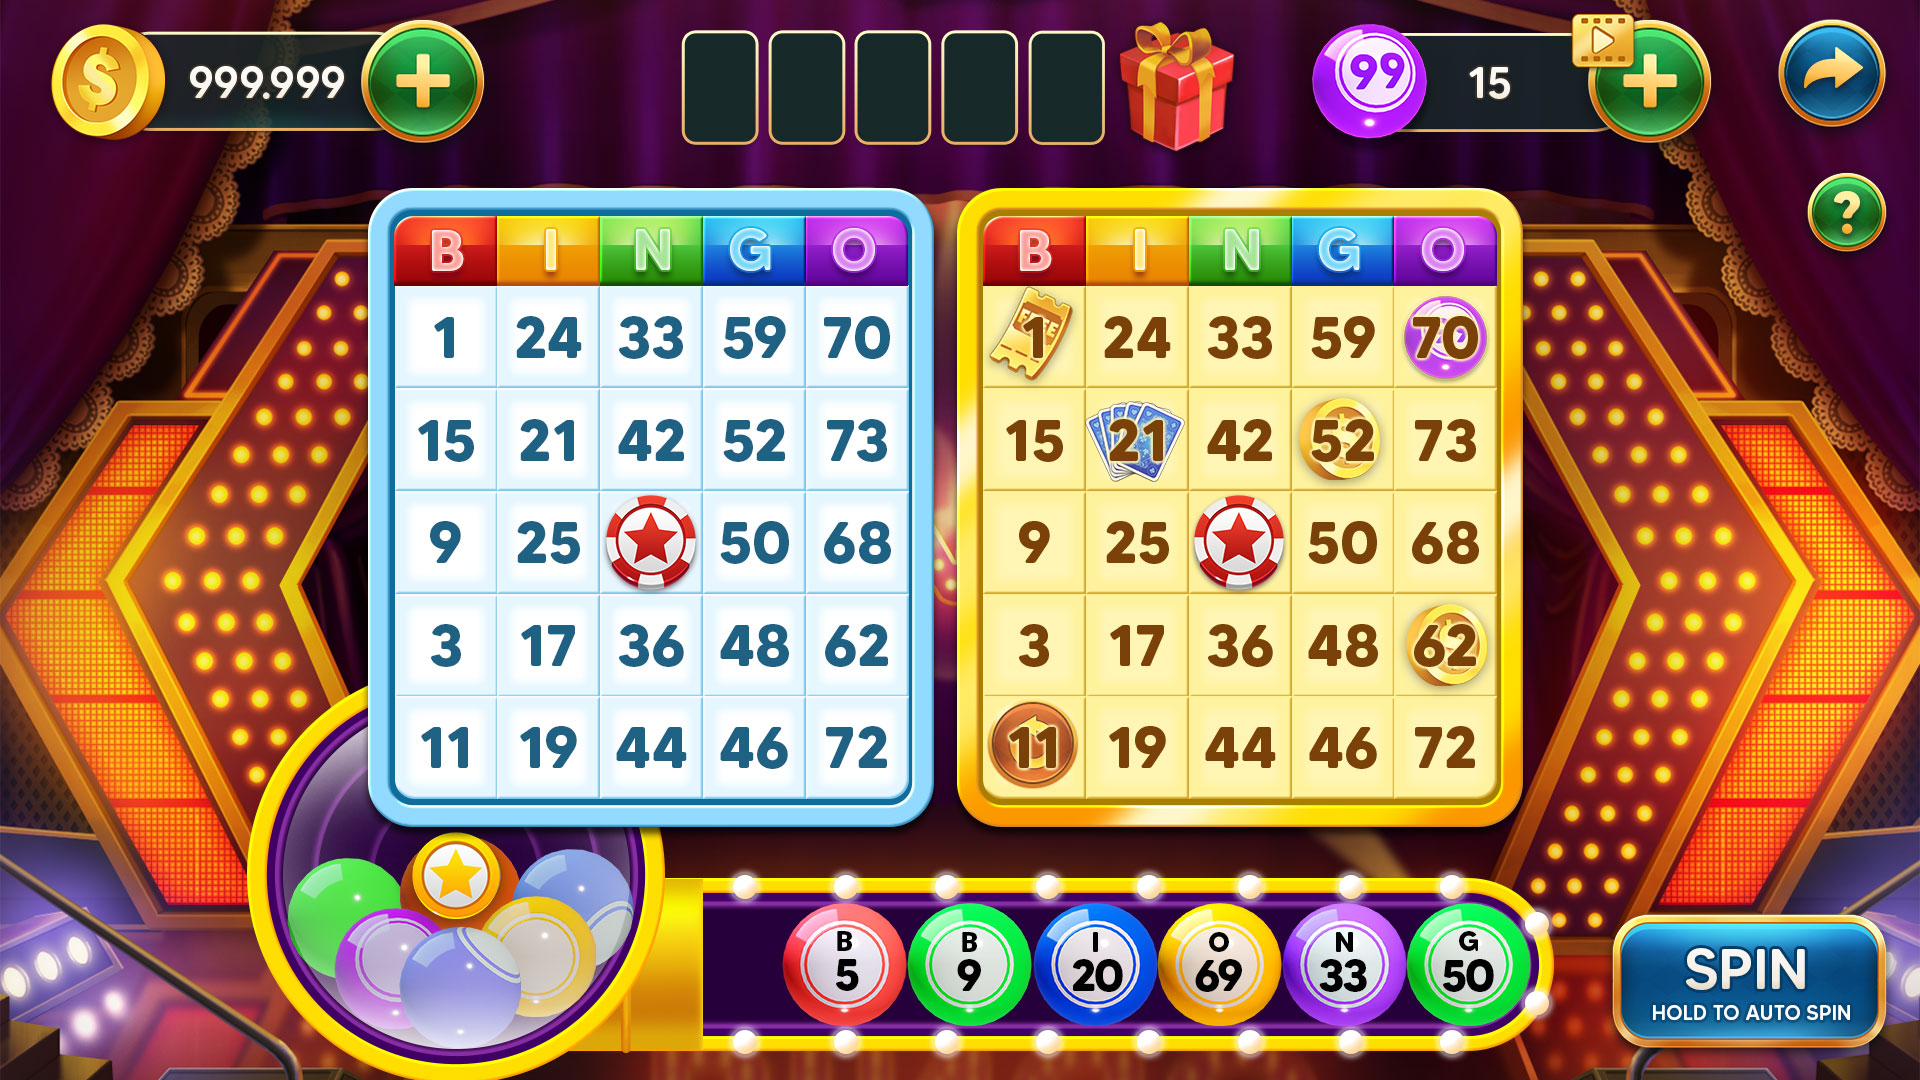 $ 999.999 + 99 15 +
?
B I N G O
1 24 33 59 70
15 21 42 52 73
9 25 50 68
3 17 36 48 62
11 19 44 46 72
B I N G O
1 24 33 59 70
15 21 42 52 73
9 25 50 68
3 17 36 48 62
11 19 44 46 72
B 5
B 9
I 20
O 69
N 33
G 50
SPIN
HOLD TO AUTO SPIN